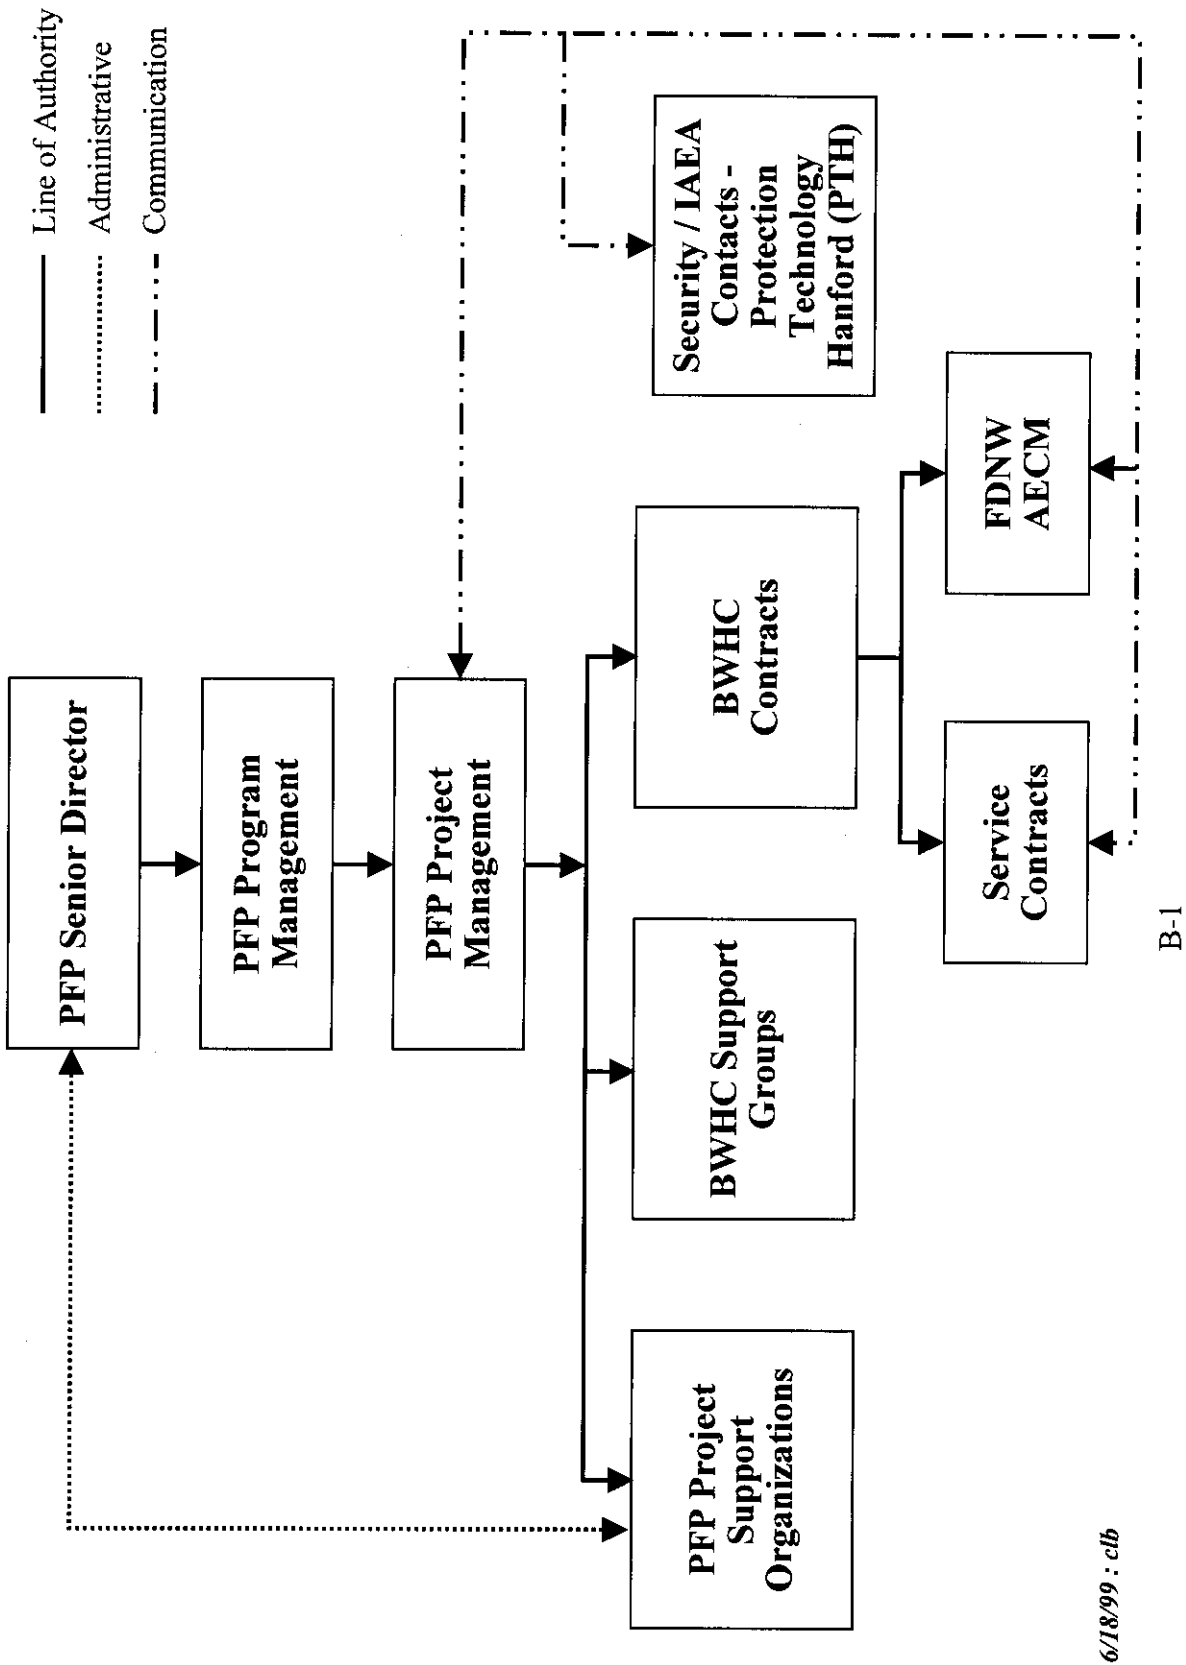 Line of Authority
Administrative
Communication
PFP Senior Director
PFP Program
Management
PFP Project
Management
PFP Project
Support
Organizations
BWHC Support
Groups
BWHC
Contracts
Security / IAEA
Contacts -
Protection
Technology
Hanford (PTH)
Service
Contracts
FDNW
AECM
6/18/99 : clb
B-1